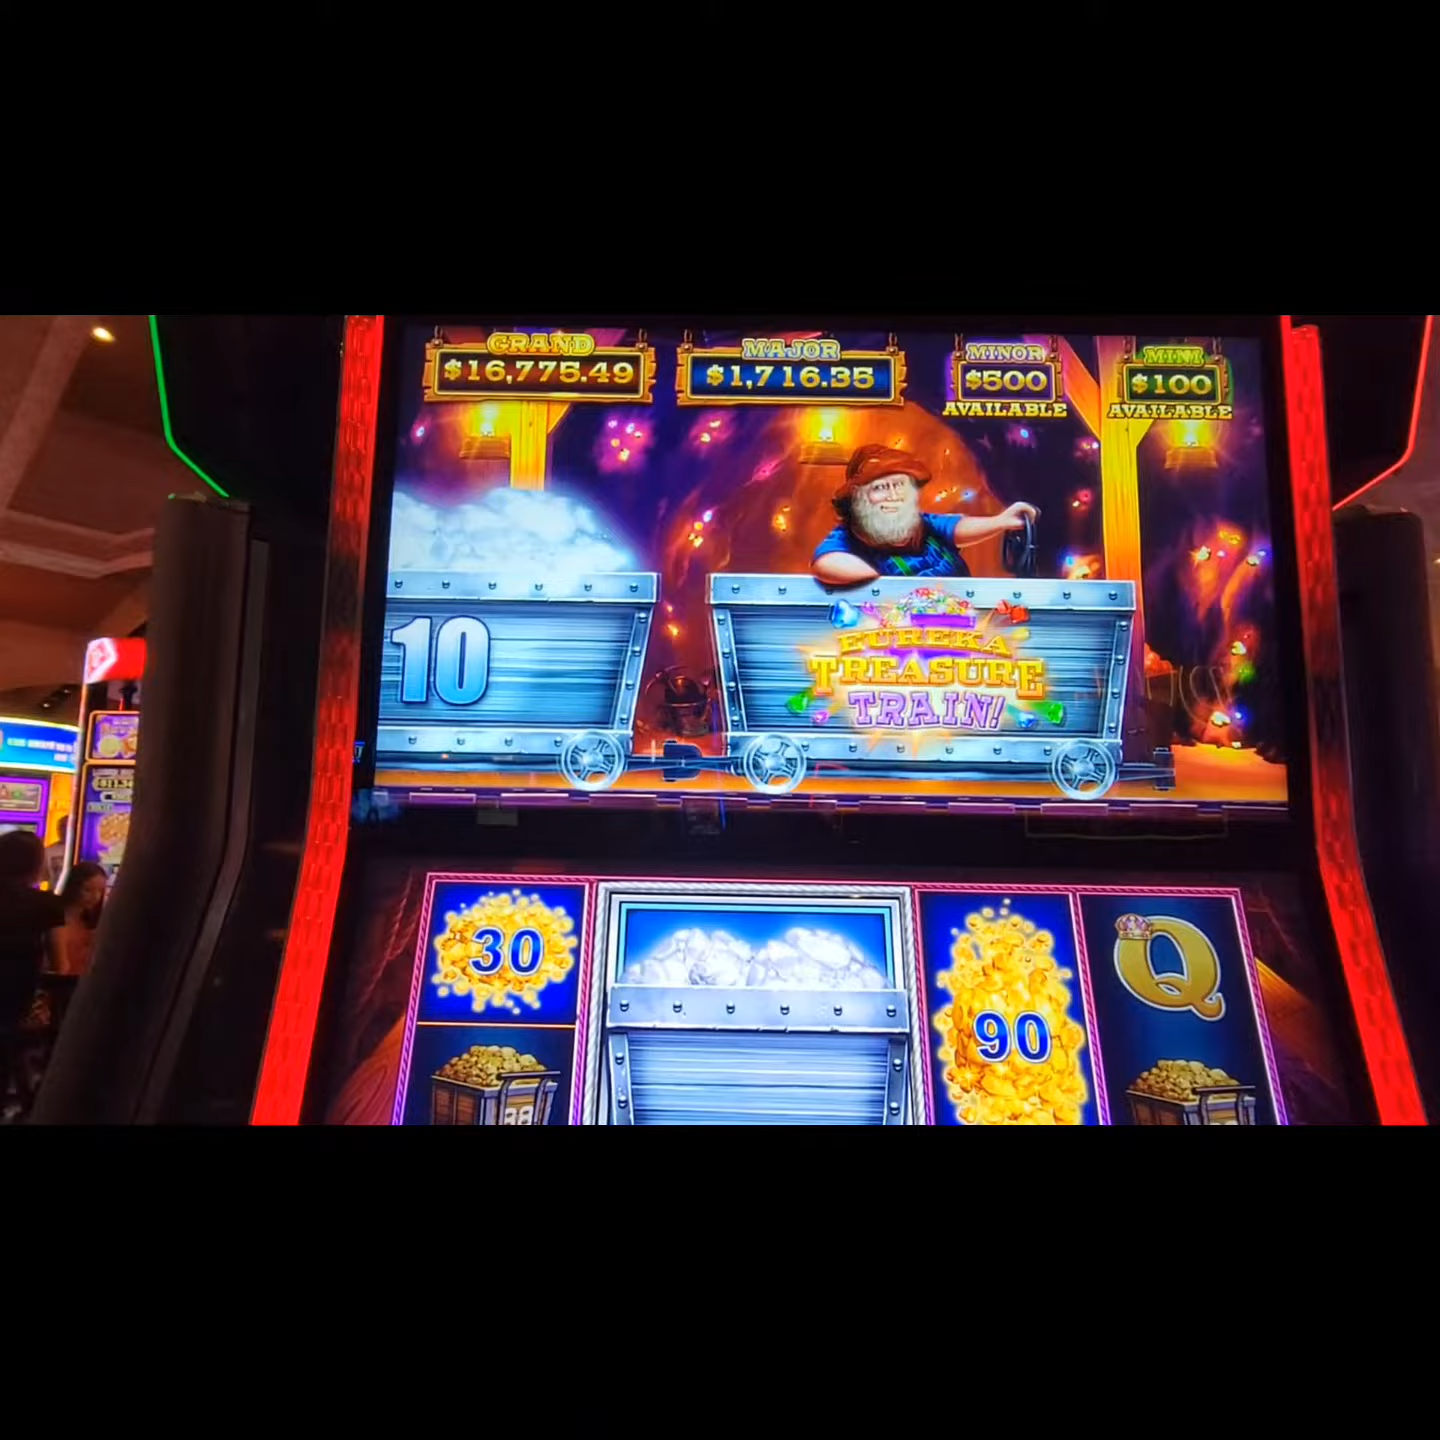 GRAND
$16,775.49
MAJOR
$1,716.35
MINOR
$500
AVAILABLE
MINI
$100
AVAILABLE
10
EUREKA
TREASURE
TRAIN!
30
90
Q
88